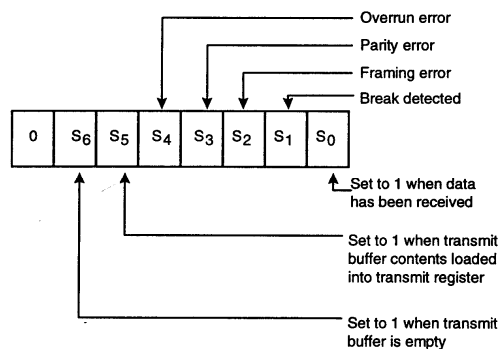 Overrun error
Parity error
Framing error
Break detected
0 S6 S5 S4 S3 S2 S1 S0
Set to 1 when data
has been received
Set to 1 when transmit
buffer contents loaded
into transmit register
Set to 1 when transmit
buffer is empty